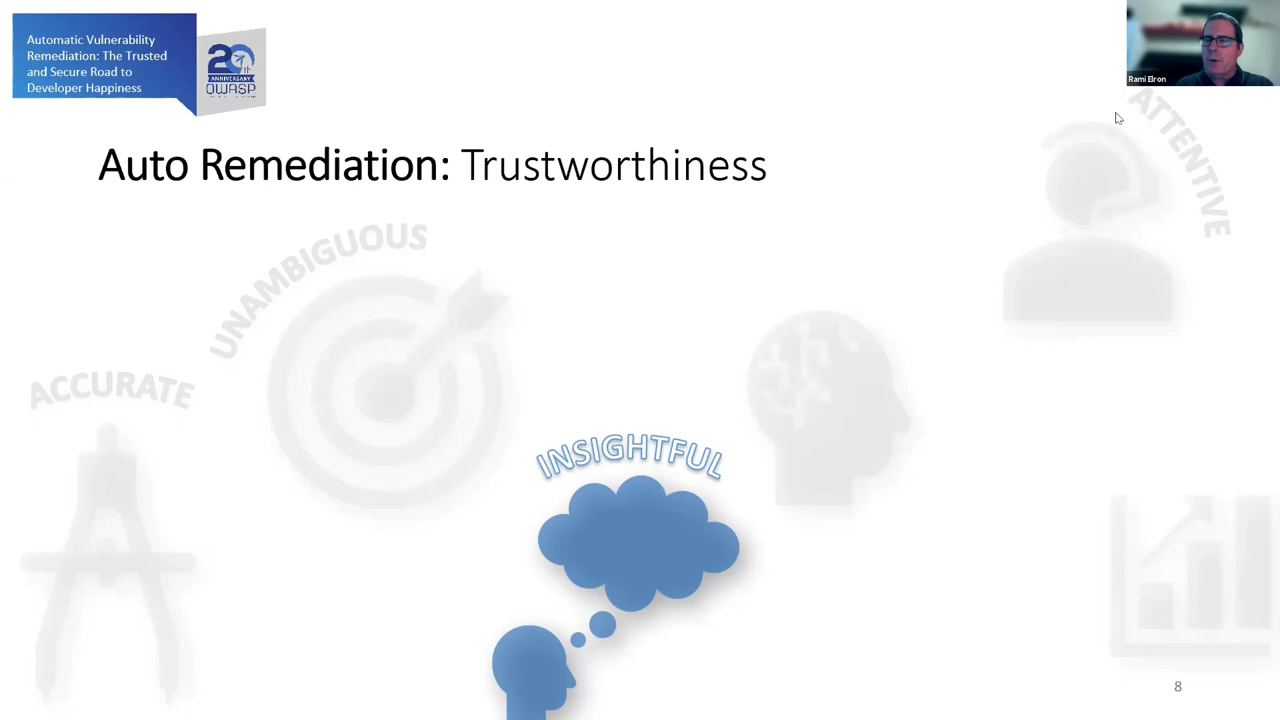 Automatic Vulnerability
Remediation: The Trusted
and Secure Road to
Developer Happiness
20th
ANNIVERSARY
OWASP
Rami Elron
Auto Remediation: Trustworthiness
ATTENTIVE
UNAMBIGUOUS
ACCURATE
INSIGHTFUL
8